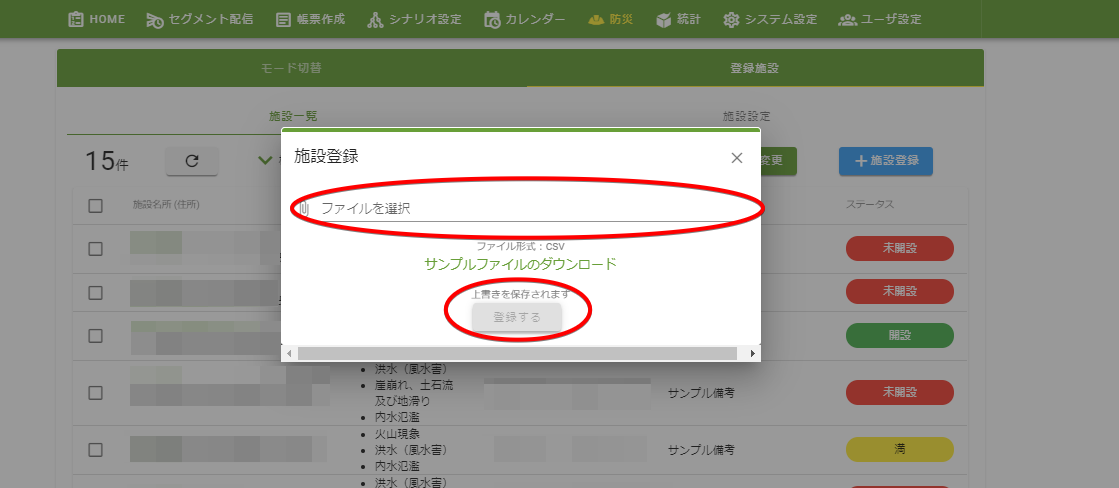 HOME セグメント配信 帳票作成 シナリオ設定 カレンダー 防災 統計 システム設定 ユーザ設定
モード切替 登録施設
施設一覧 施設設定
15件 変更 +施設登録
施設登録
ファイルを選択
ファイル形式：CSV
サンプルファイルのダウンロード
上書きを保存されます
登録する
施設名所 (住所) ステータス
未開設
未開設
開設
洪水（風水害）
崖崩れ、土石流
及び地滑り
内水氾濫
サンプル備考
未開設
火山現象
洪水（風水害）
内水氾濫
サンプル備考
満
洪水（風水害）